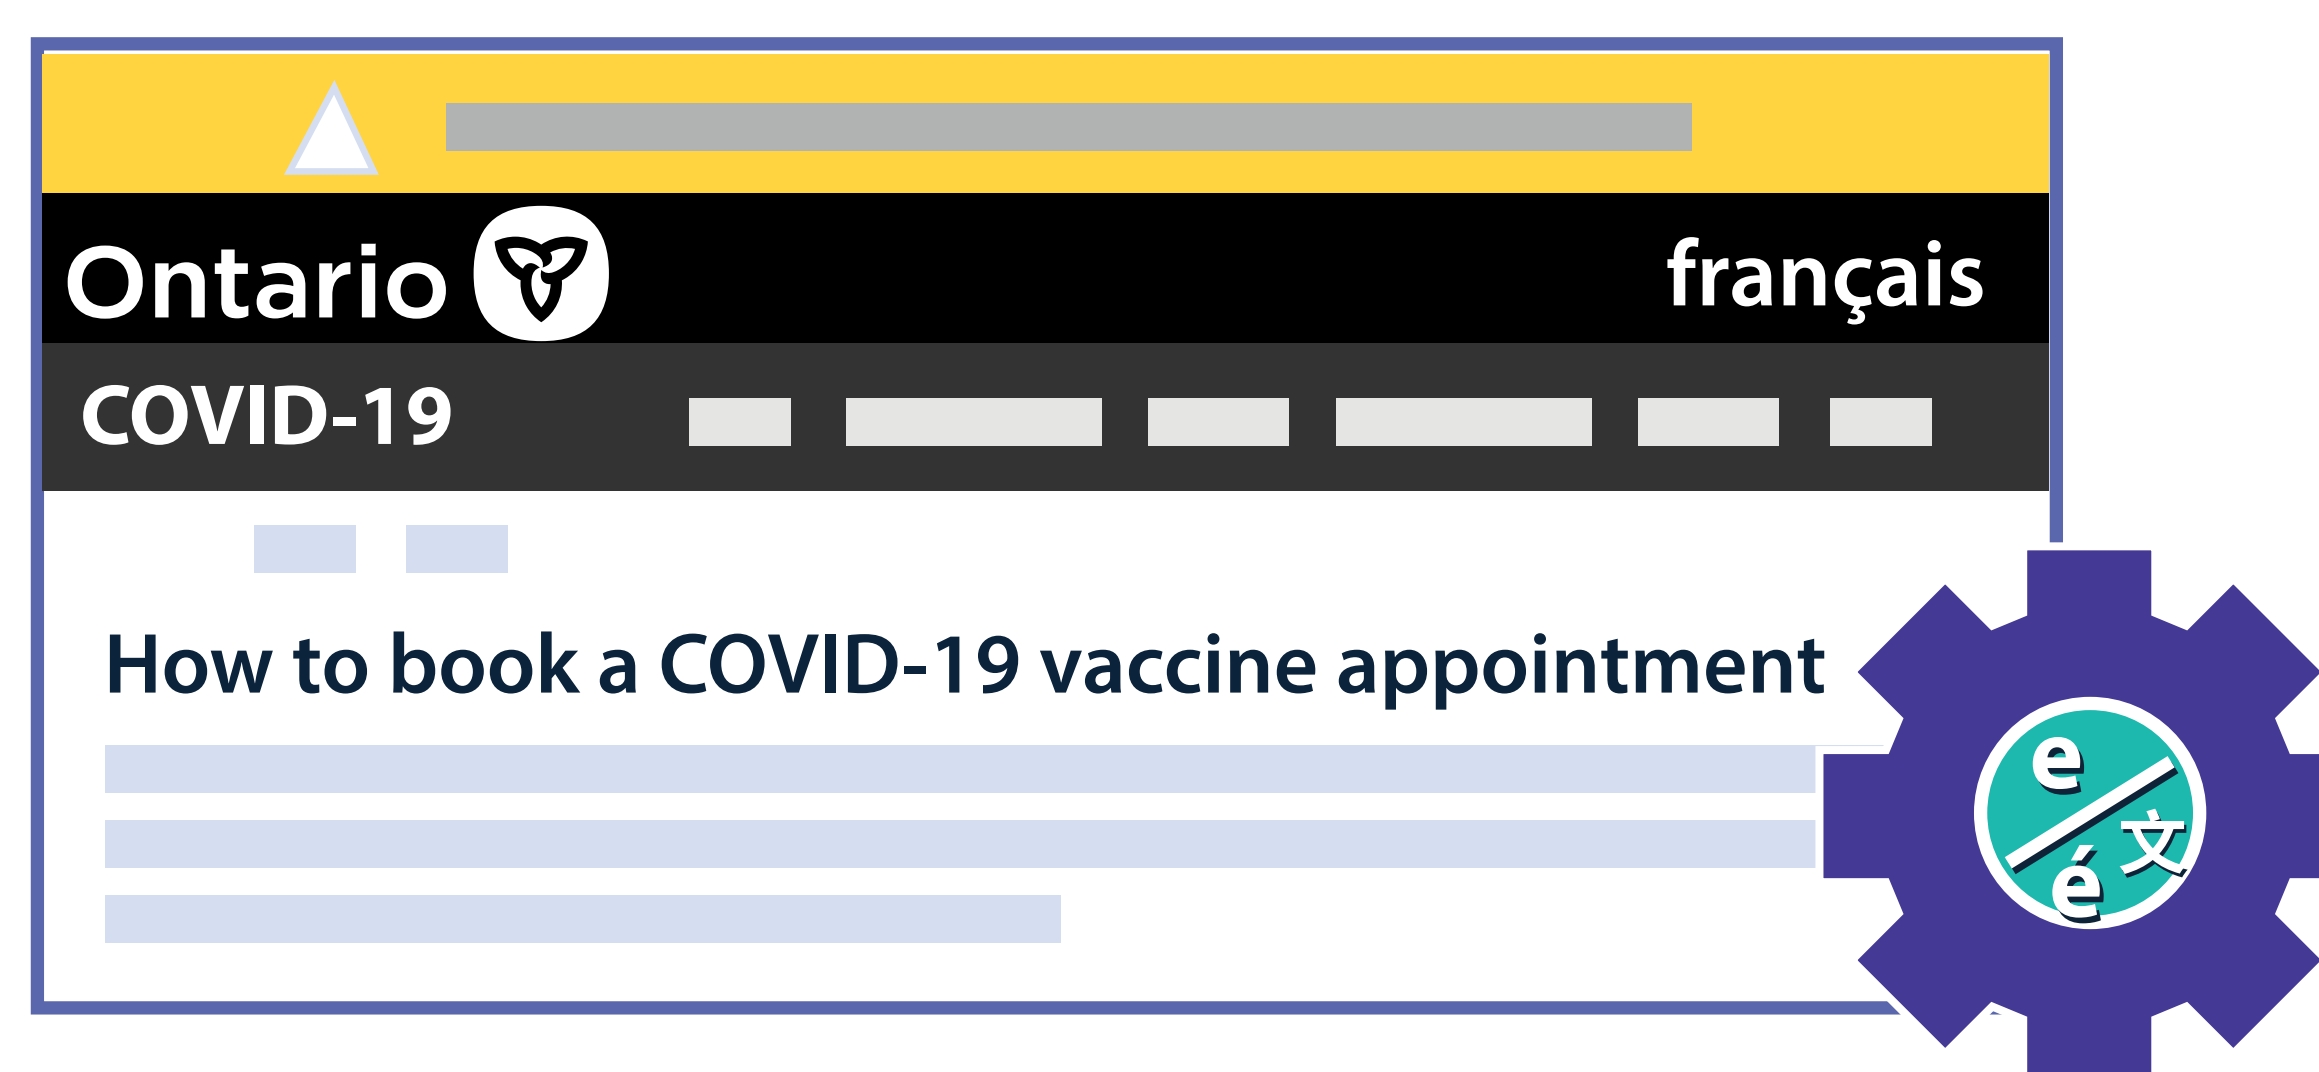 Ontario
français
COVID-19
How to book a COVID-19 vaccine appointment
e
文
é